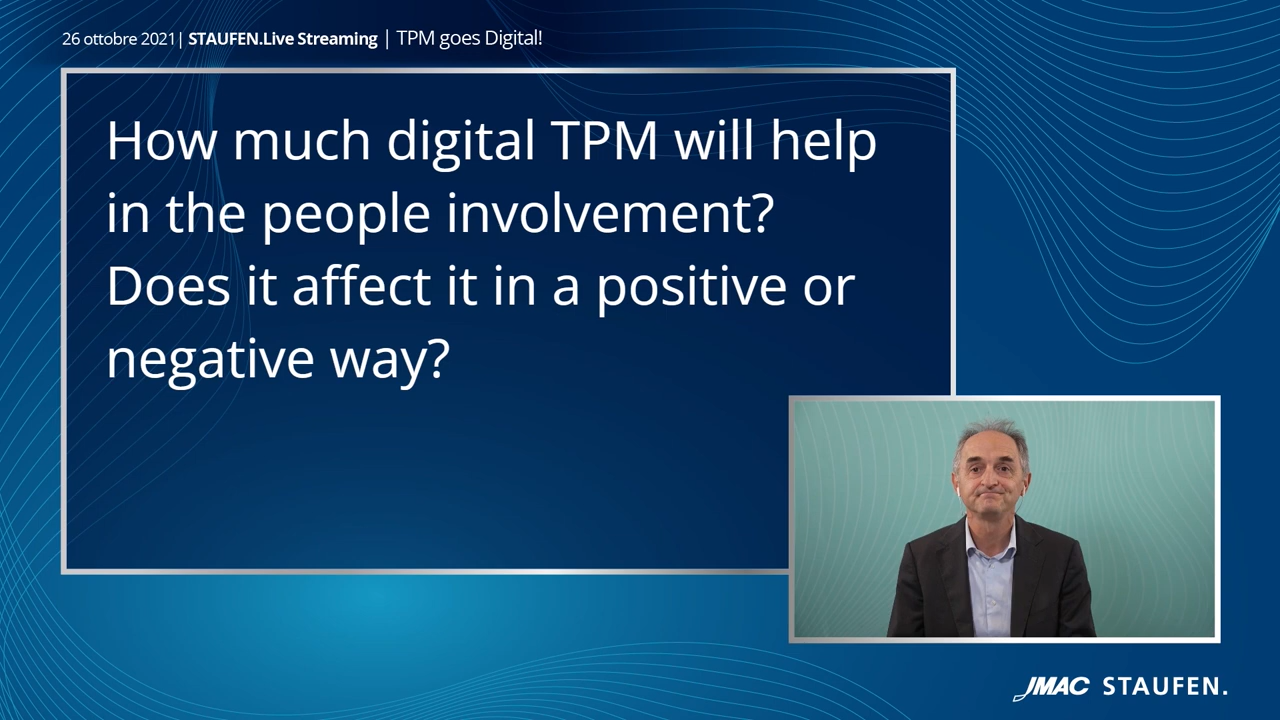 26 ottobre 2021| STAUFEN.Live Streaming | TPM goes Digital!
How much digital TPM will help
in the people involvement?
Does it affect it in a positive or
negative way?
JMAC STAUFEN.